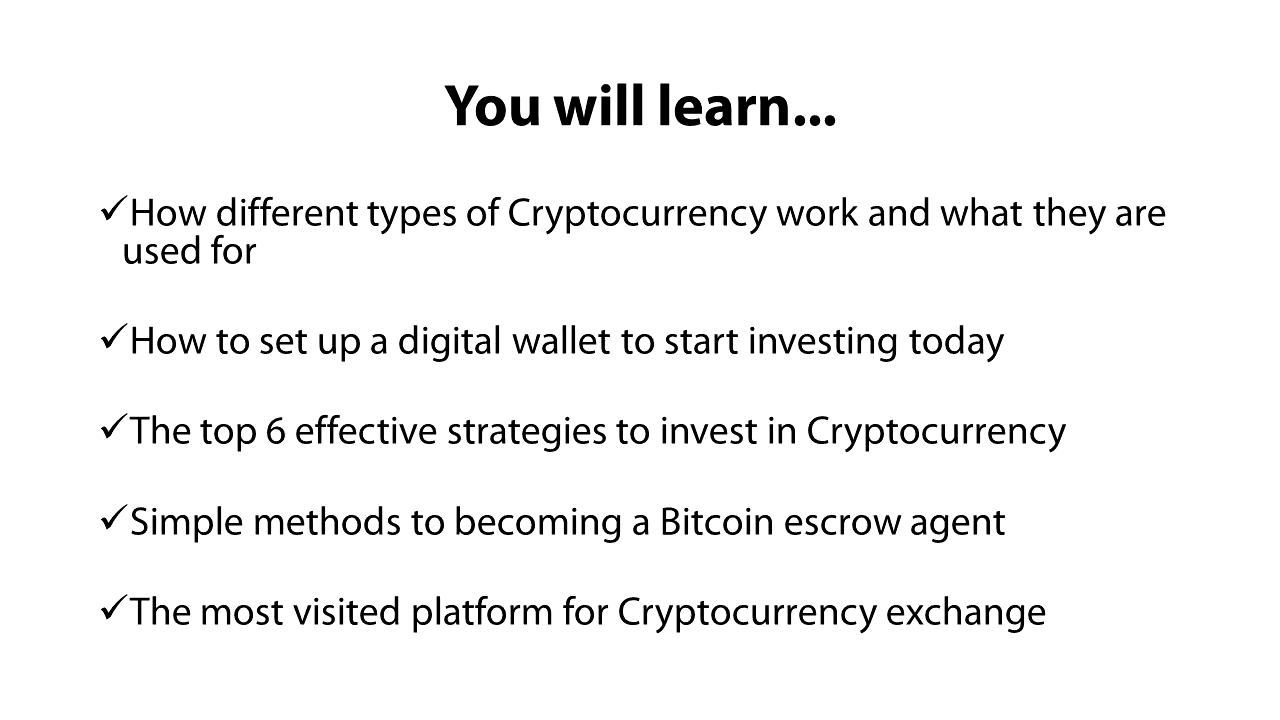 You will learn...
✓How different types of Cryptocurrency work and what they are
used for
✓How to set up a digital wallet to start investing today
✓The top 6 effective strategies to invest in Cryptocurrency
✓Simple methods to becoming a Bitcoin escrow agent
✓The most visited platform for Cryptocurrency exchange